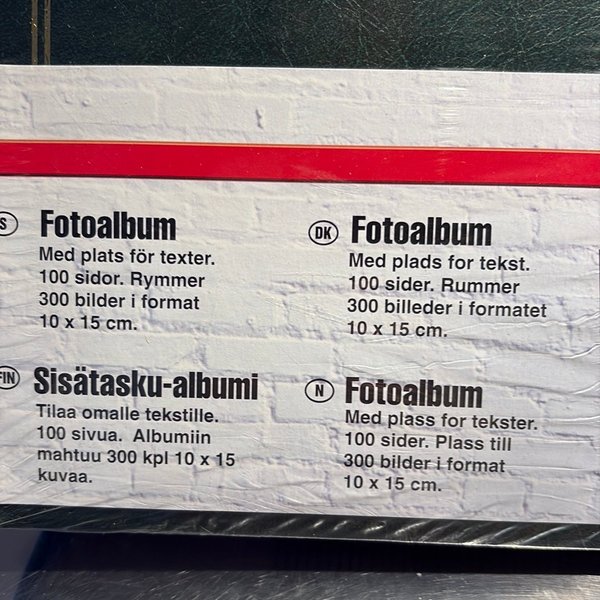 S Fotoalbum
Med plats för texter.
100 sidor. Rymmer
300 bilder i format
10 x 15 cm.
DK Fotoalbum
Med plads for tekst.
100 sider. Rummer
300 billeder i formatet
10 x 15 cm.
FIN Sisätasku-albumi
Tilaa omalle tekstille.
100 sivua. Albumiin
mahtuu 300 kpl 10 x 15
kuvaa.
N Fotoalbum
Med plass for tekster.
100 sider. Plass till
300 bilder i format
10 x 15 cm.